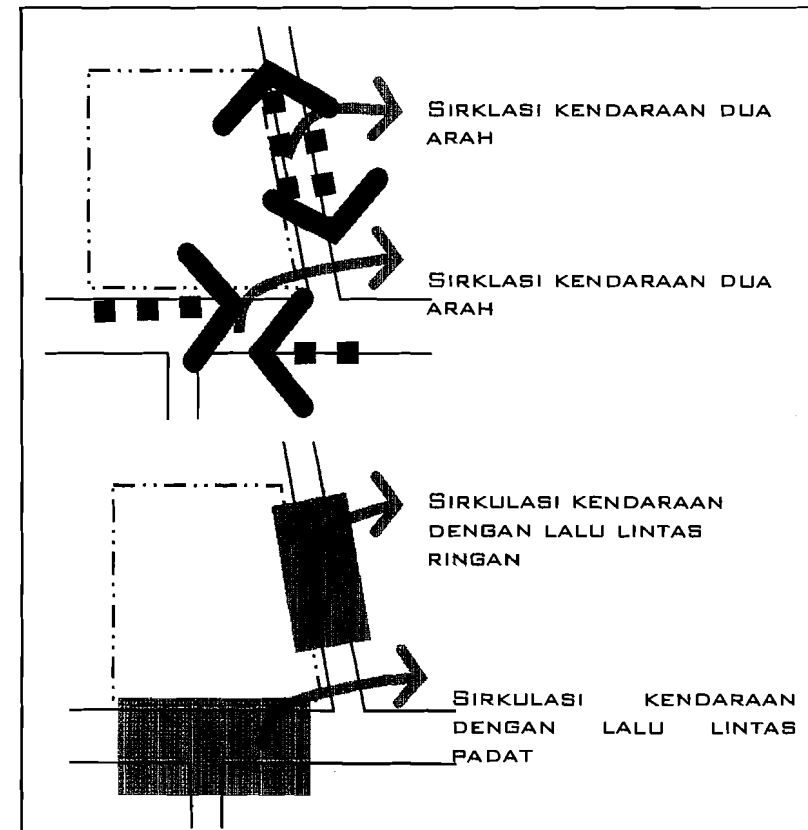 SIRKLASI KENDARAAN DUA
ARAH
SIRKLASI KENDARAAN DUA
ARAH
SIRKULASI KENDARAAN
DENGAN LALU LINTAS
RINGAN
SIRKULASI KENDARAAN
DENGAN LALU LINTAS
PADAT